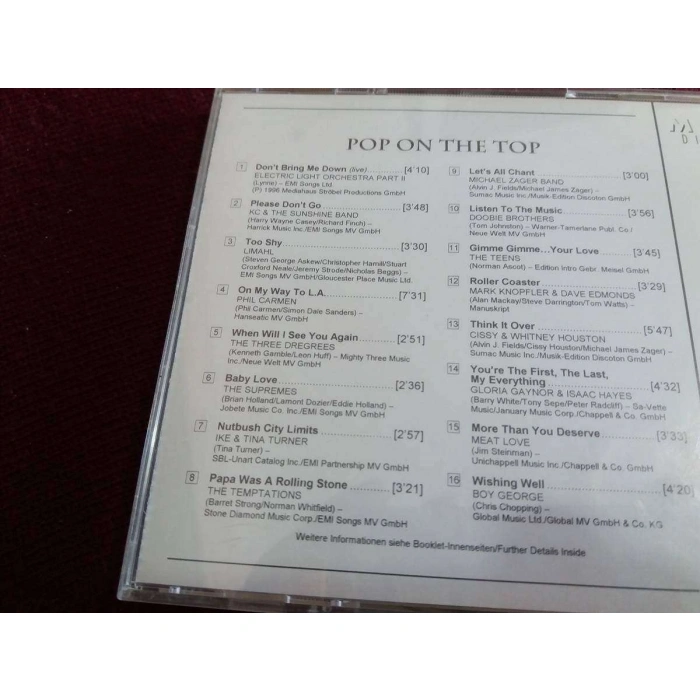 POP ON THE TOP
1 Don't Bring Me Down (live) ........ [4'10]
ELECTRIC LIGHT ORCHESTRA PART II
(Lynne) – EMI Songs Ltd.
(P) 1996 Mediahaus Ströbel Productions GmbH
2 Please Don't Go ........ [3'48]
KC & THE SUNSHINE BAND
(Harry Wayne Casey/Richard Finch) –
Harrick Music Inc./EMI Songs MV GmbH
3 Too Shy ........ [3'30]
LIMAHL
(Steven George Askew/Christopher Hamill/Stuart
Croxford Neale/Jeremy Strode/Nicholas Beggs) –
EMI Songs MV GmbH/Gloucester Place Music Ltd.
4 On My Way To L.A. ........ [7'31]
PHIL CARMEN
(Phil Carmen/Simon Dale Sanders) –
Hanseatic MV GmbH
5 When Will I See You Again ........ [2'51]
THE THREE DREGREES
(Kenneth Gamble/Leon Huff) – Mighty Three Music
Inc./Neue Welt MV GmbH
6 Baby Love ........ [2'36]
THE SUPREMES
(Brian Holland/Lamont Dozier/Eddie Holland) –
Jobete Music Co. Inc./EMI Songs MV GmbH
7 Nutbush City Limits ........ [2'57]
IKE & TINA TURNER
(Tina Turner) –
SBL-Unart Catalog Inc./EMI Partnership MV GmbH
8 Papa Was A Rolling Stone ........ [3'21]
THE TEMPTATIONS
(Barret Strong/Norman Whitfield) –
Stone Diamond Music Corp./EMI Songs MV GmbH
9 Let's All Chant ........ [3'00]
MICHAEL ZAGER BAND
(Alvin J. Fields/Michael James Zager) –
Sumac Music Inc./Musik-Edition Discoton GmbH
10 Listen To The Music ........ [3'56]
DOOBIE BROTHERS
(Tom Johnston) – Warner-Tamerlane Publ. Co./
Neue Welt MV GmbH
11 Gimme Gimme...Your Love ........ [3'45]
THE TEENS
(Norman Ascot) – Edition Intro Gebr. Meisel GmbH
12 Roller Coaster ........ [3'29]
MARK KNOPFLER & DAVE EDMONDS
(Alan Mackay/Steve Darrington/Tom Watts) –
Manuskript
13 Think It Over ........ [5'47]
CISSY & WHITNEY HOUSTON
(Alvin J. Fields/Cissy Houston/Michael James Zager) –
Sumac Music Inc./Musik-Edition Discoton GmbH
14 You're The First, The Last,
My Everything ........ [4'32]
GLORIA GAYNOR & ISAAC HAYES
(Barry White/Tony Sepe/Peter Radcliff) – Sa-Vette
Music/January Music Corp./Chappell & Co. GmbH
15 More Than You Deserve ........ [3'33]
MEAT LOVE
(Jim Steinman) –
Unichappell Music Inc./Chappell & Co. GmbH
16 Wishing Well ........ [4'20]
BOY GEORGE
(Chris Chopping) –
Global Music Ltd./Global MV GmbH & Co. KG
Weitere Informationen siehe Booklet-Innenseiten/Further Details Inside